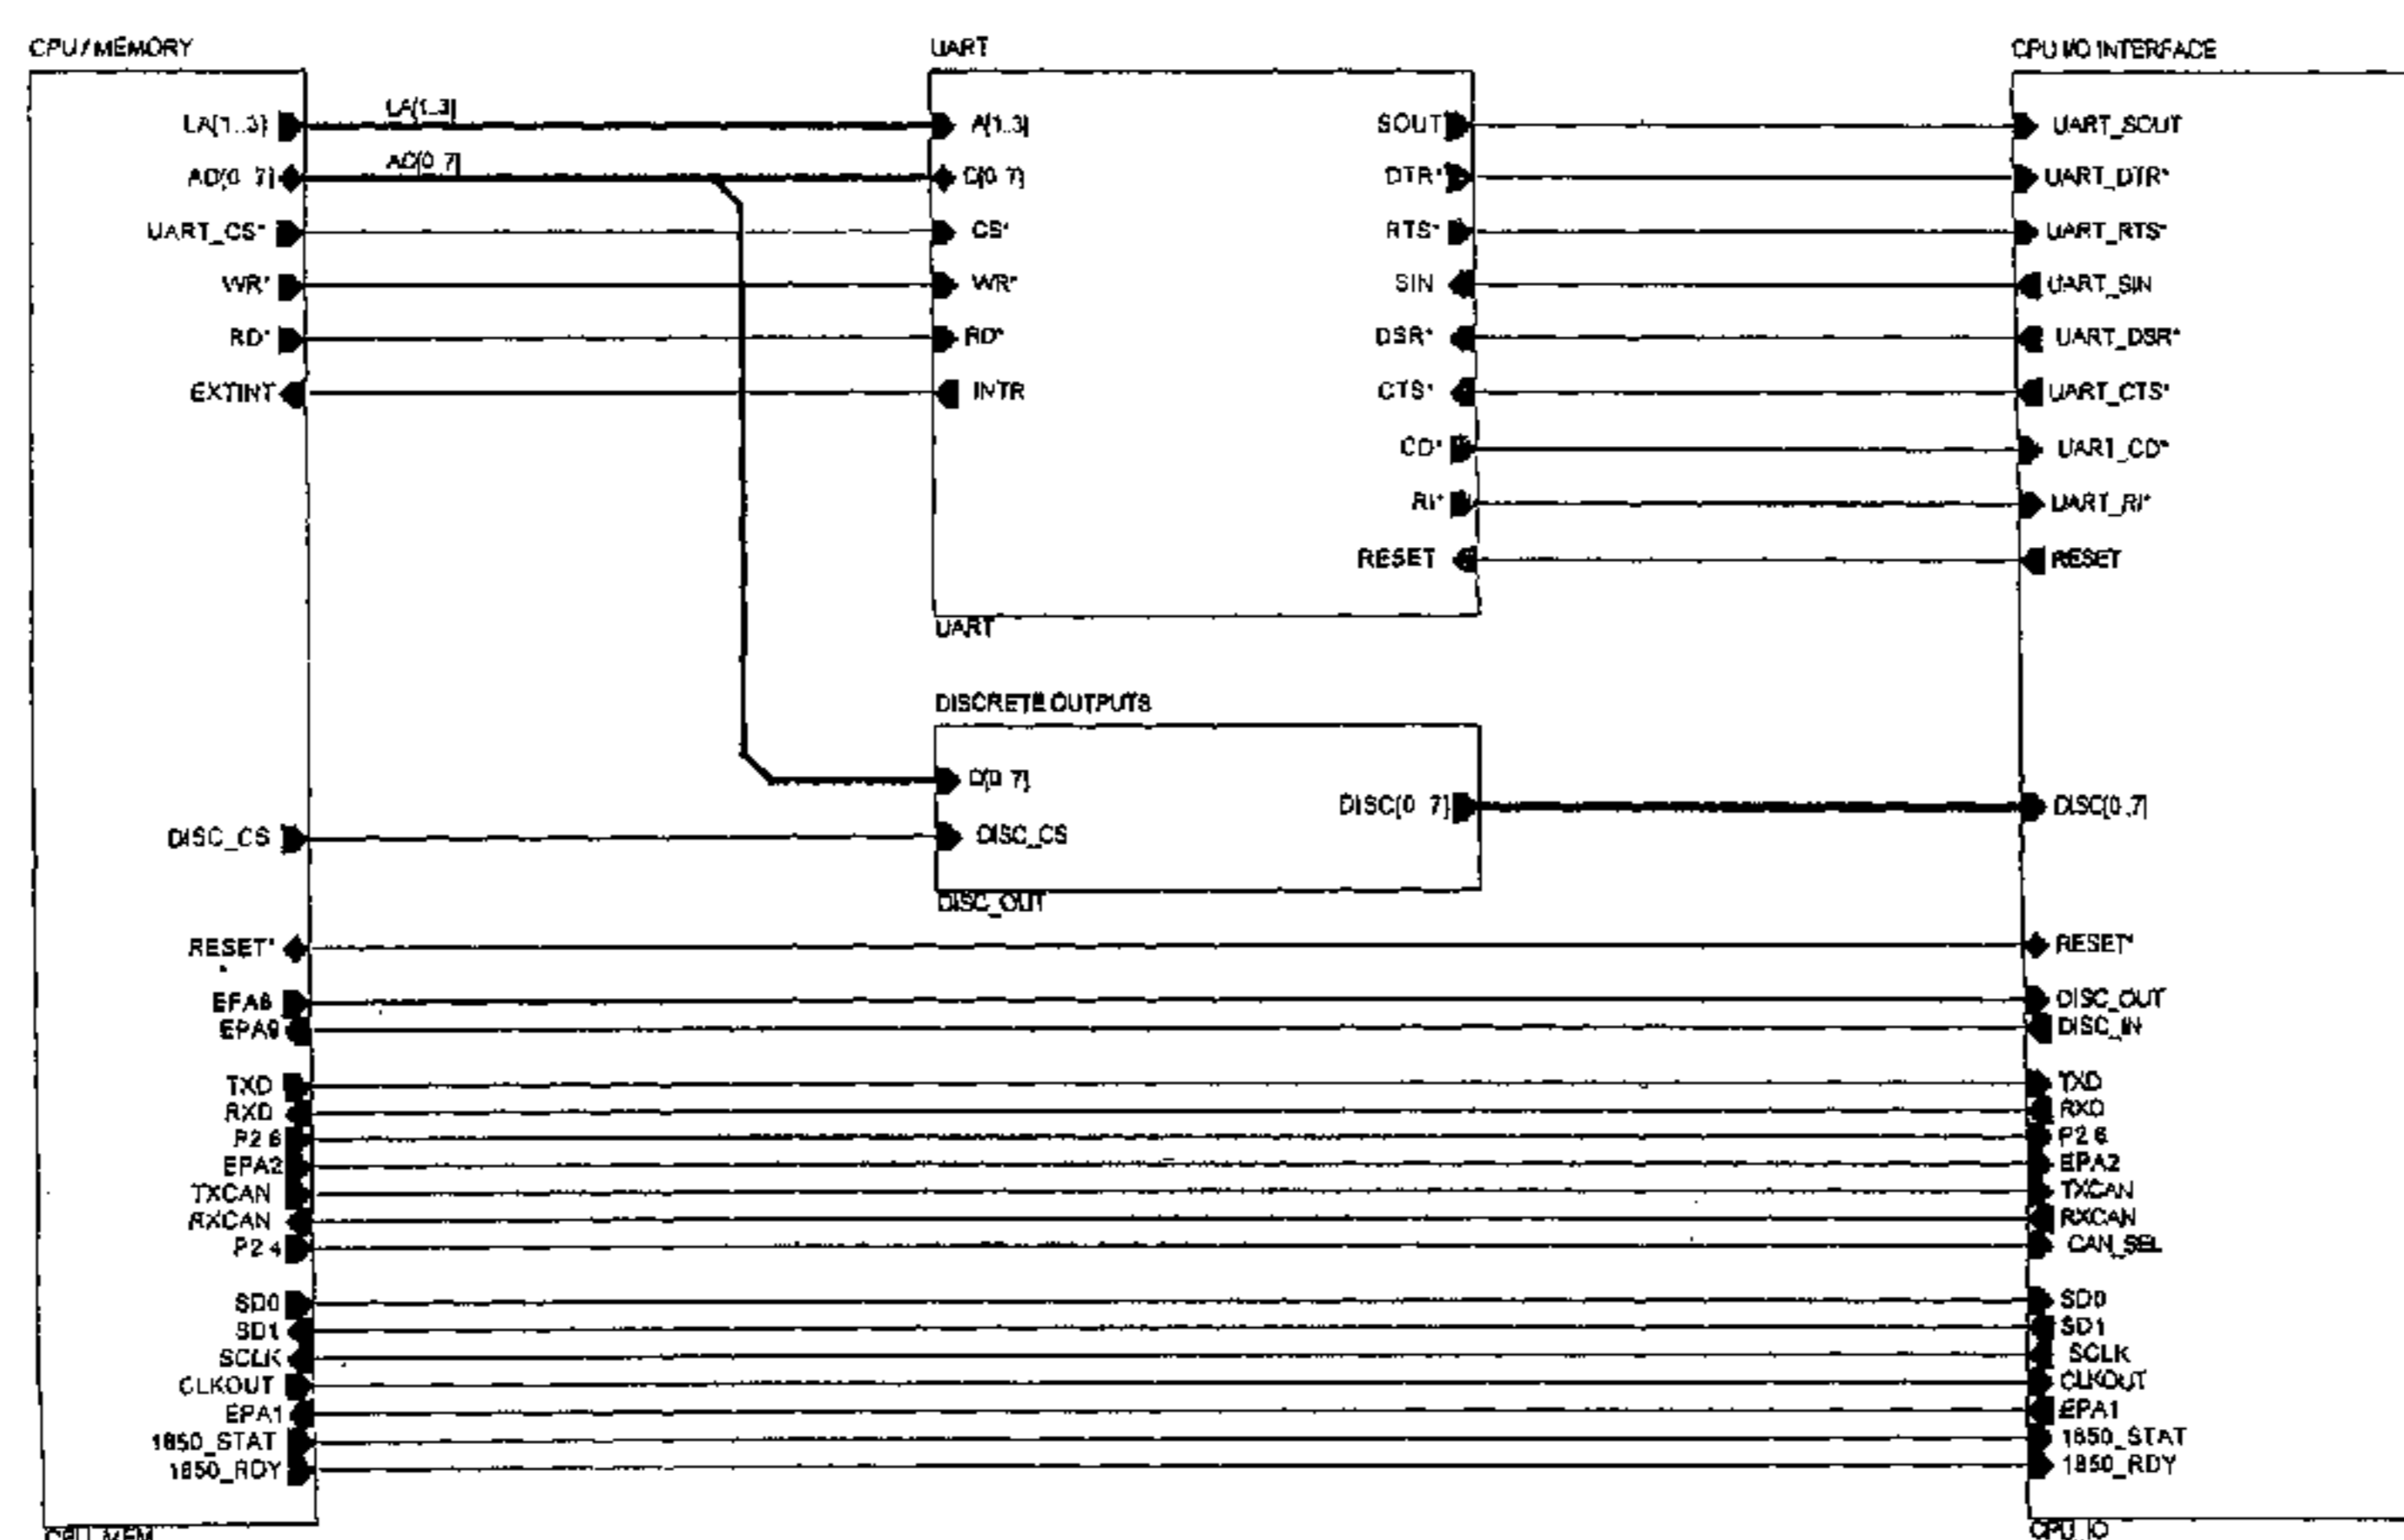 CPU / MEMORY
LA[1..3]
AD[0 7]
UART_CS*
WR*
RD*
EXTINT
DISC_CS
RESET*
EPA8
EPA9
TXD
RXD
P2 6
EPA2
TXCAN
RXCAN
P2 4
SD0
SD1
SCLK
CLKOUT
EPA1
1850_STAT
1850_RDY
CPU_MEM
LA[1..3]
AD[0 7]
UART
A[1..3]
D[0 7]
CS*
WR*
RD*
INTR
SOUT
DTR*
RTS*
SIN
DSR*
CTS*
CD*
RI*
RESET
UART
DISCRETE OUTPUTS
D[0 7]
DISC_CS
DISC[0 7]
DISC_OUT
CPU I/O INTERFACE
UART_SOUT
UART_DTR*
UART_RTS*
UART_SIN
UART_DSR*
UART_CTS*
UART_CD*
UART_RI*
RESET
DISC[0..7]
RESET*
DISC_OUT
DISC_IN
TXD
RXD
P2 6
EPA2
TXCAN
RXCAN
CAN_SEL
SD0
SD1
SCLK
CLKOUT
EPA1
1850_STAT
1850_RDY
CPU_IO